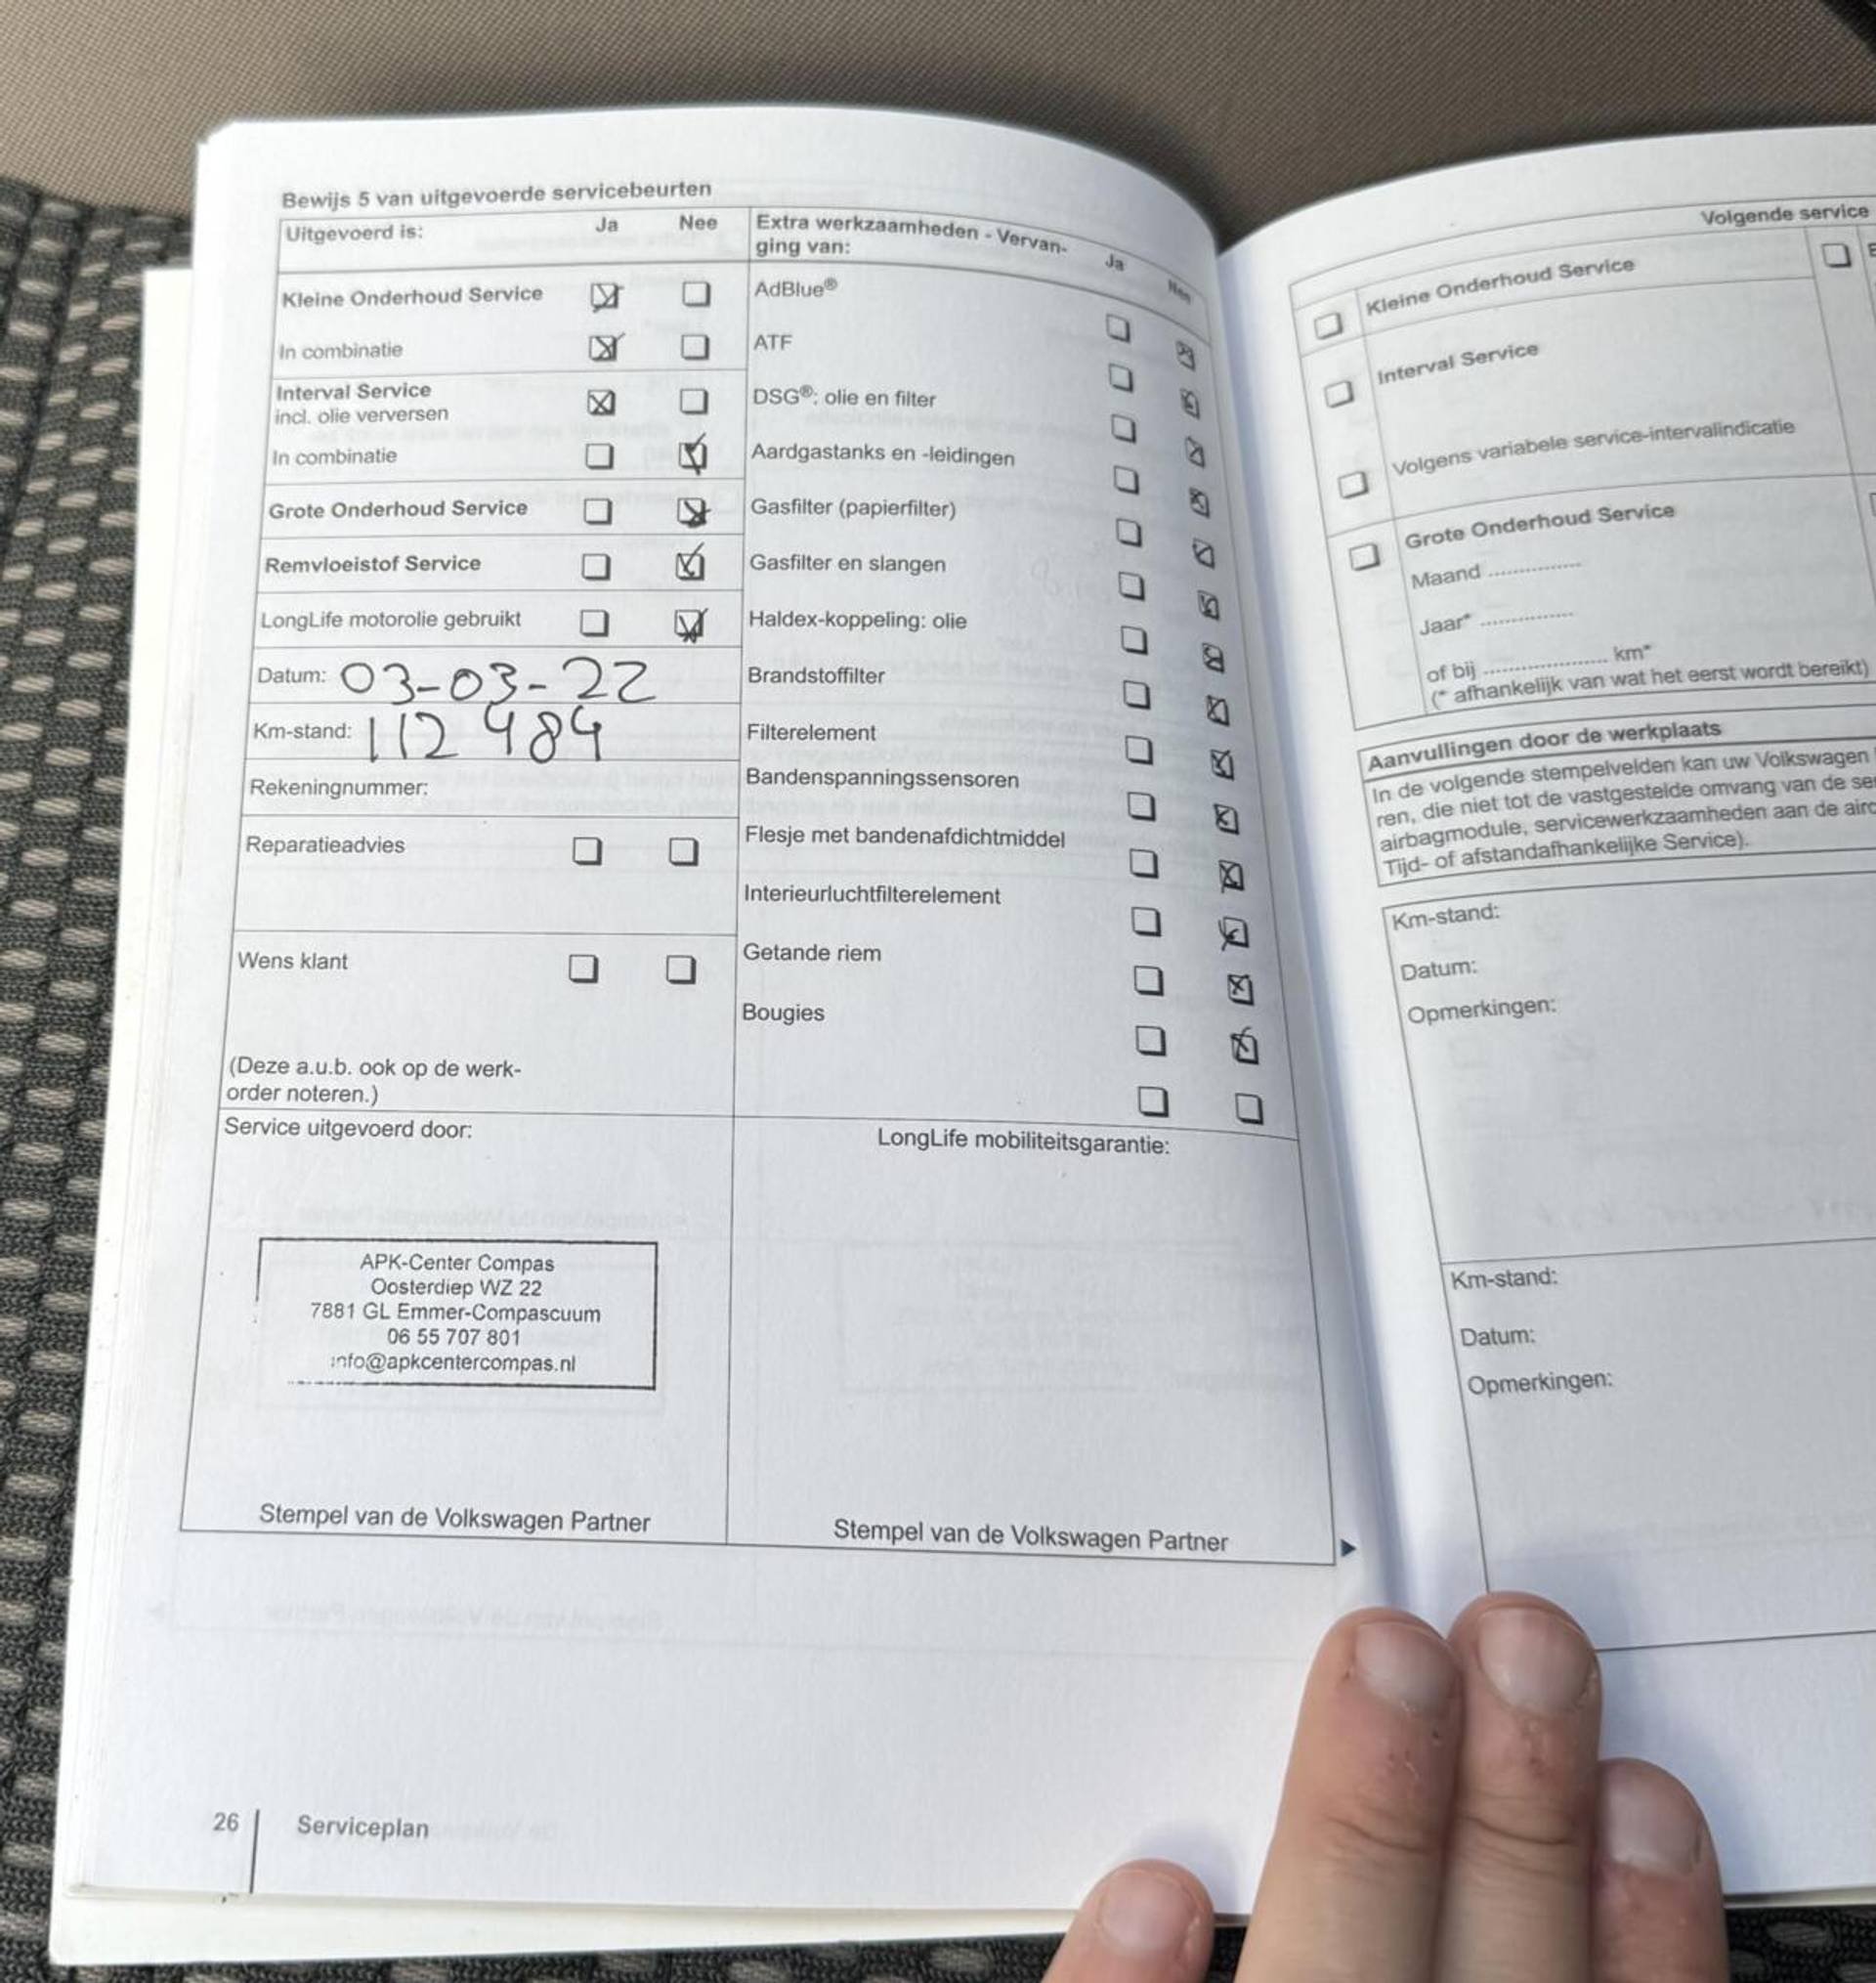 Bewijs 5 van uitgevoerde servicebeurten
Uitgevoerd is: Ja Nee
Kleine Onderhoud Service
In combinatie
Interval Service
incl. olie verversen
In combinatie
Grote Onderhoud Service
Remvloeistof Service
LongLife motorolie gebruikt
Datum: 03-03-22
Km-stand: 112 484
Rekeningnummer:
Reparatieadvies
Wens klant
(Deze a.u.b. ook op de werk-
order noteren.)
Extra werkzaamheden - Vervan-
ging van: Ja Nee
AdBlue®
ATF
DSG®: olie en filter
Aardgastanks en -leidingen
Gasfilter (papierfilter)
Gasfilter en slangen
Haldex-koppeling: olie
Brandstoffilter
Filterelement
Bandenspanningssensoren
Flesje met bandenafdichtmiddel
Interieurluchtfilterelement
Getande riem
Bougies
Service uitgevoerd door:
APK-Center Compas
Oosterdiep WZ 22
7881 GL Emmer-Compascuum
06 55 707 801
info@apkcentercompas.nl
Stempel van de Volkswagen Partner
LongLife mobiliteitsgarantie:
Stempel van de Volkswagen Partner
26 Serviceplan
Volgende service
Kleine Onderhoud Service
Interval Service
Volgens variabele service-intervalindicatie
Grote Onderhoud Service
Maand ...............
Jaar* ...............
of bij .................... km*
(* afhankelijk van wat het eerst wordt bereikt)
Aanvullingen door de werkplaats
In de volgende stempelvelden kan uw Volkswagen
ren, die niet tot de vastgestelde omvang van de
airbagmodule, servicewerkzaamheden aan de
Tijd- of afstandafhankelijke Service).
Km-stand:
Datum:
Opmerkingen:
Km-stand:
Datum:
Opmerkingen: